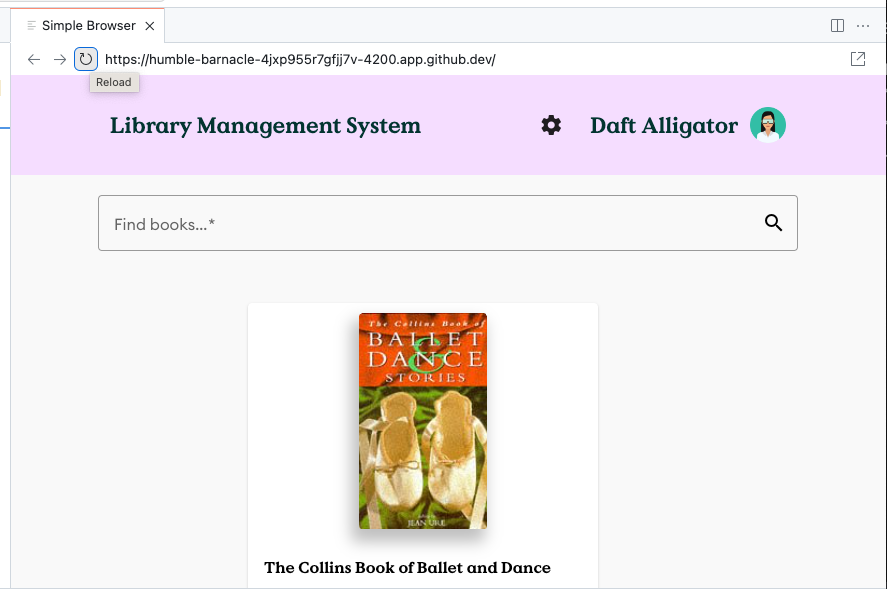 Simple Browser
https://humble-barnacle-4jxp955r7gfjj7v-4200.app.github.dev/
Reload
Library Management System
Daft Alligator
Find books...*
The Collins Book of
BALLET
&
DANCE
STORIES
JEAN URE
The Collins Book of Ballet and Dance